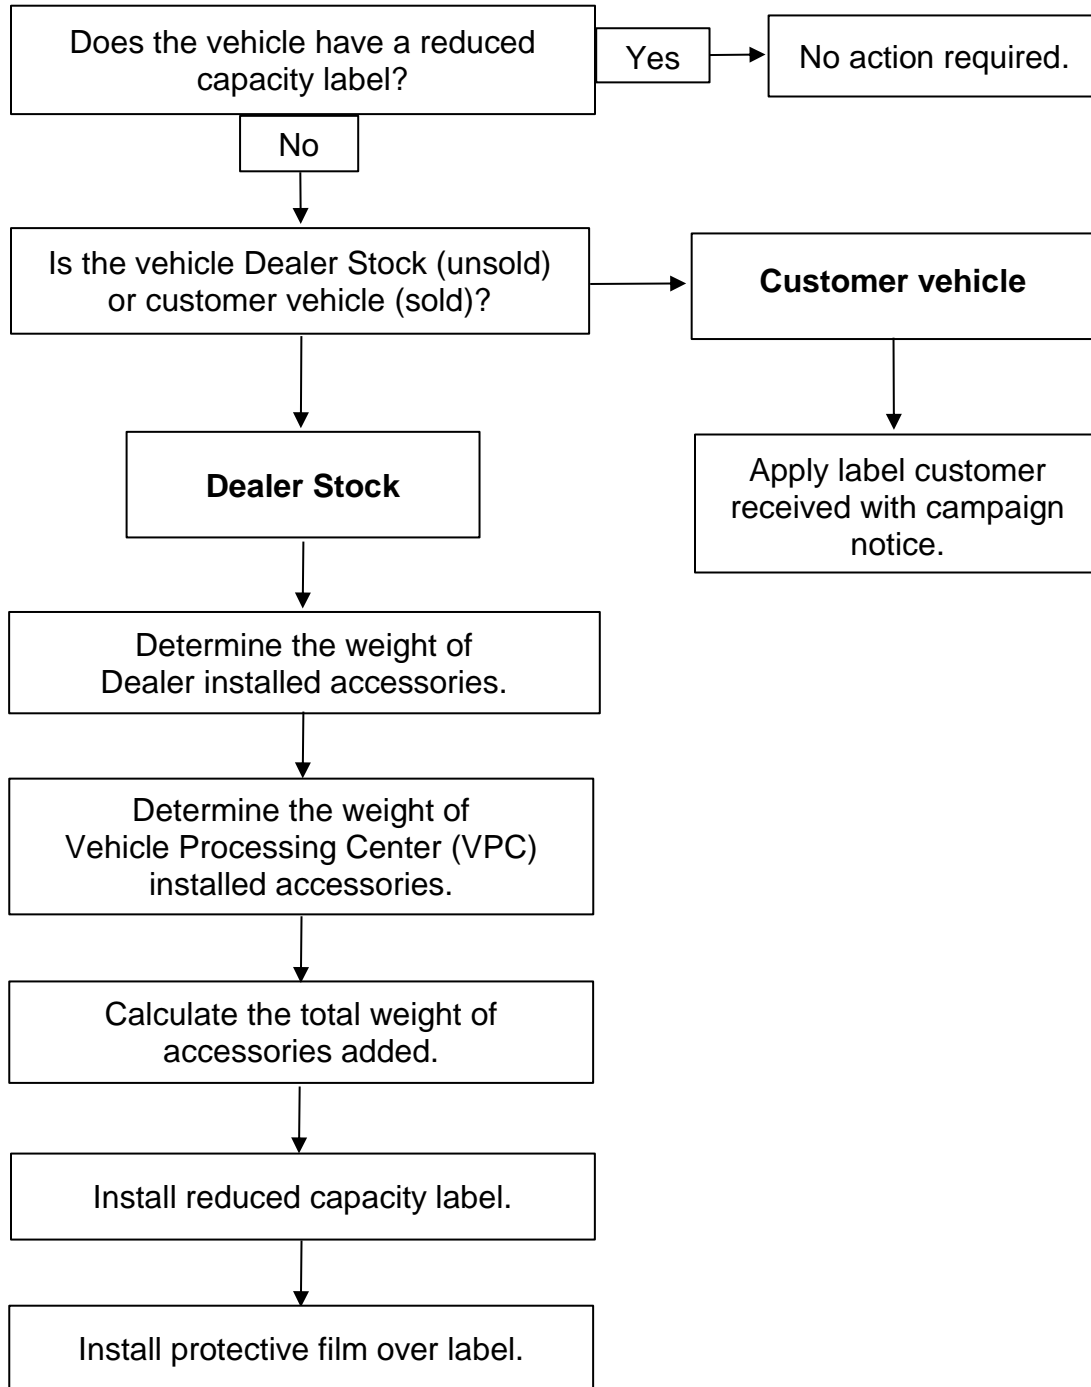 Does the vehicle have a reduced
capacity label?
Yes
No action required.
No
Is the vehicle Dealer Stock (unsold)
or customer vehicle (sold)?
Customer vehicle
Dealer Stock
Apply label customer
received with campaign
notice.
Determine the weight of
Dealer installed accessories.
Determine the weight of
Vehicle Processing Center (VPC)
installed accessories.
Calculate the total weight of
accessories added.
Install reduced capacity label.
Install protective film over label.